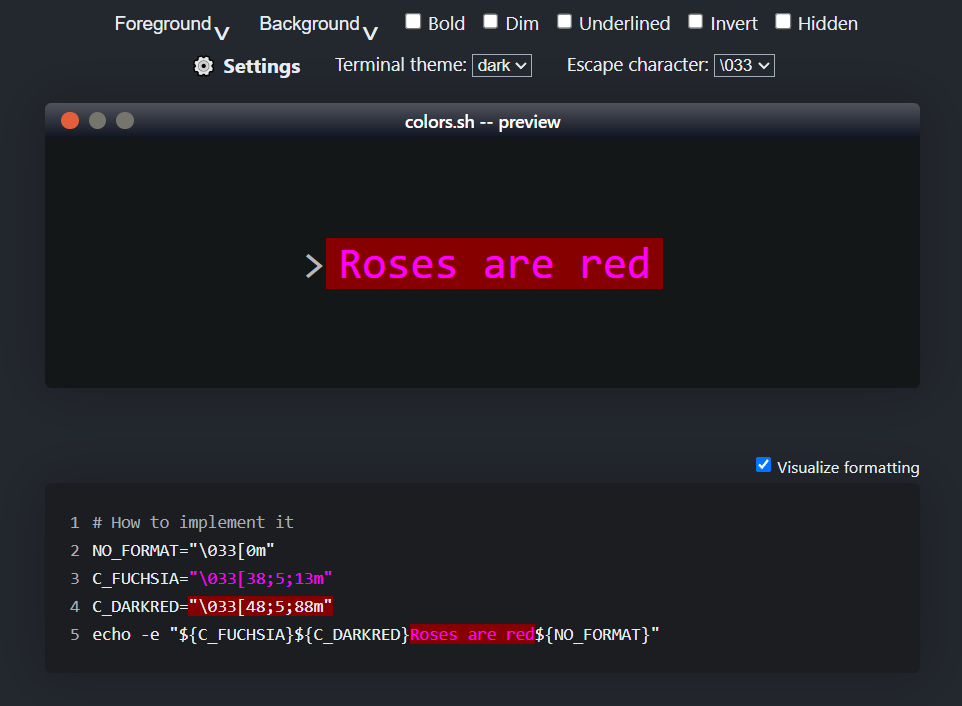 Foreground Background Bold Dim Underlined Invert Hidden
Settings Terminal theme: dark Escape character: \033
colors.sh -- preview
>Roses are red
Visualize formatting
1 # How to implement it
2 NO_FORMAT="\033[0m"
3 C_FUCHSIA="\033[38;5;13m"
4 C_DARKRED="\033[48;5;88m"
5 echo -e "${C_FUCHSIA}${C_DARKRED}Roses are red${NO_FORMAT}"